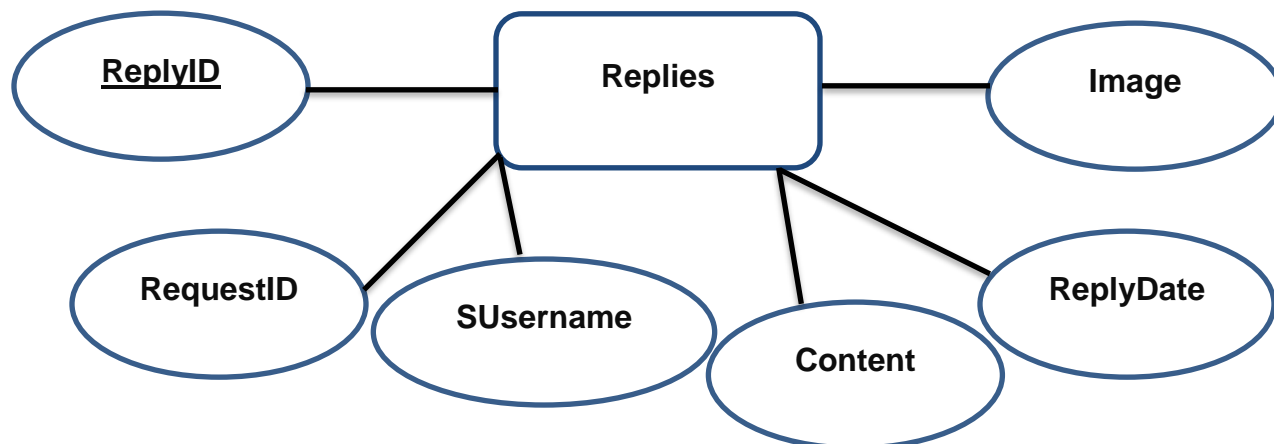 ReplyID
Replies
Image
RequestID
SUsername
Content
ReplyDate